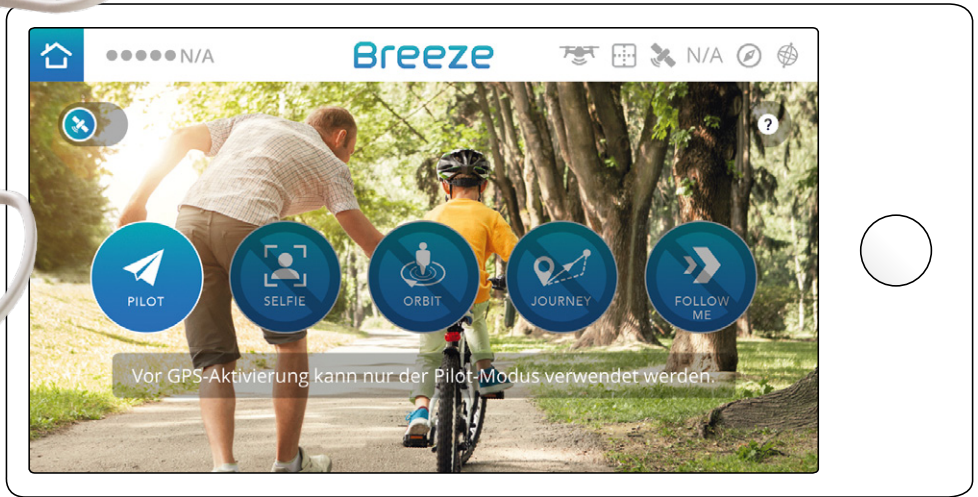 ●●●●● N/A
Breeze
N/A
?
PILOT
SELFIE
ORBIT
JOURNEY
FOLLOW
ME
Vor GPS-Aktivierung kann nur der Pilot-Modus verwendet werden.